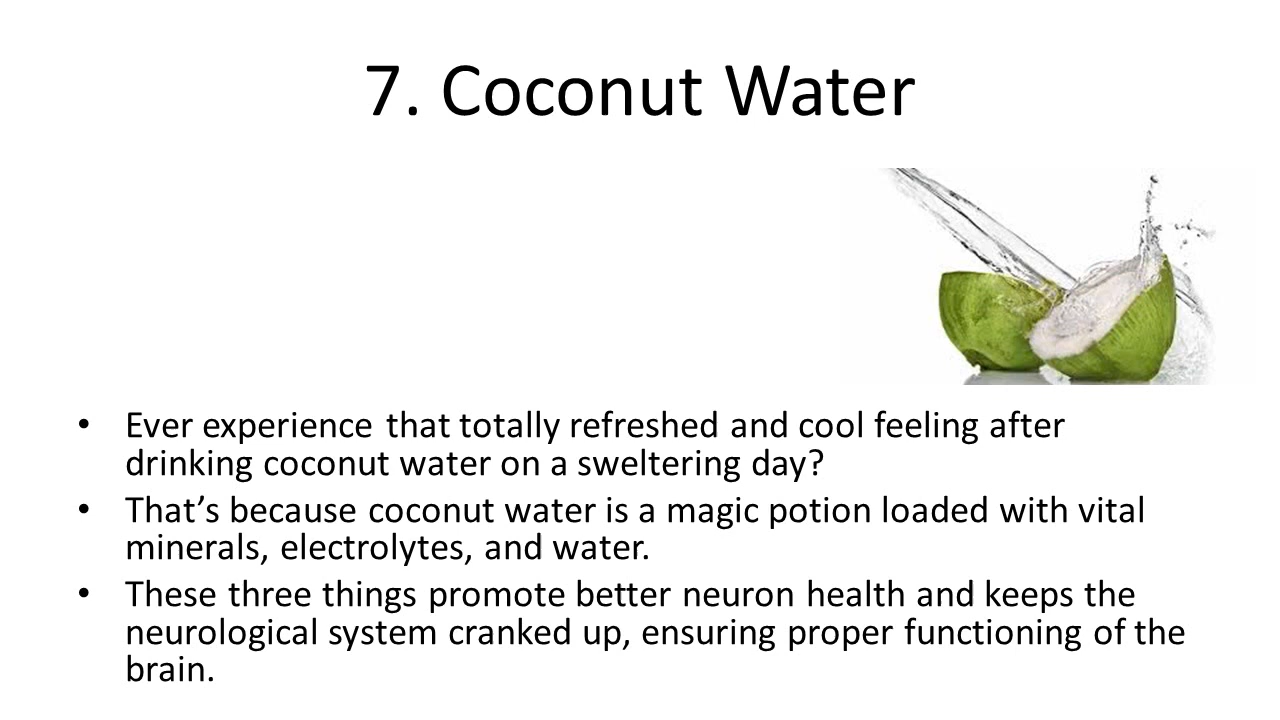 7. Coconut Water
• Ever experience that totally refreshed and cool feeling after
drinking coconut water on a sweltering day?
• That’s because coconut water is a magic potion loaded with vital
minerals, electrolytes, and water.
• These three things promote better neuron health and keeps the
neurological system cranked up, ensuring proper functioning of the
brain.